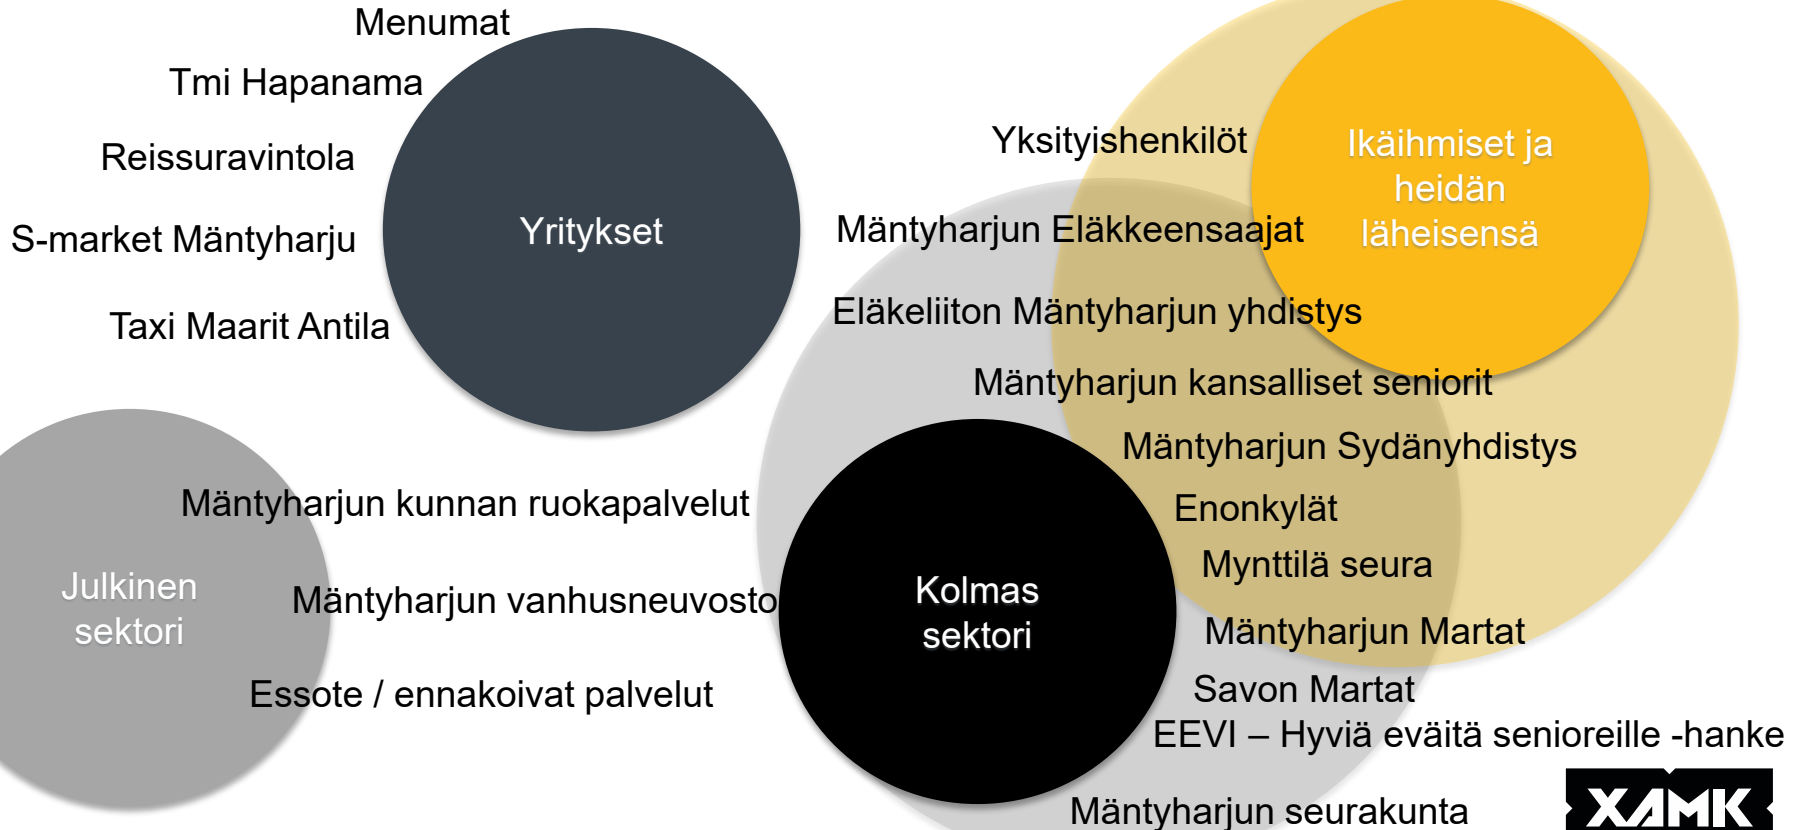 Menumat
Tmi Hapanama
Reissuravintola
S-market Mäntyharju
Taxi Maarit Antila
Yritykset
Yksityishenkilöt
Ikäihmiset ja
heidän
läheisensä
Mäntyharjun Eläkkeensaajat
Eläkeliiton Mäntyharjun yhdistys
Mäntyharjun kansalliset seniorit
Mäntyharjun Sydänyhdistys
Enonkylät
Mynttilä seura
Mäntyharjun Martat
Savon Martat
EEVI – Hyviä eväitä senioreille -hanke
Mäntyharjun seurakunta
Kolmas
sektori
Mäntyharjun kunnan ruokapalvelut
Mäntyharjun vanhusneuvosto
Essote / ennakoivat palvelut
Julkinen
sektori
XAMK